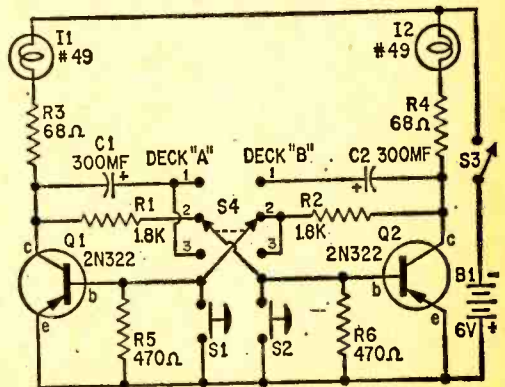 I1
#49
I2
#49
R3
68Ω
R4
68Ω
C1
300MF
+
DECK "A"
DECK "B"
C2 300MF
+
S3
1
1
S4
R1
1.8K
2
2
R2
1.8K
3
3
Q1
2N322
Q2
2N322
c
b
e
c
b
e
B1
-
+
6V
R5
470Ω
S1
S2
R6
470Ω